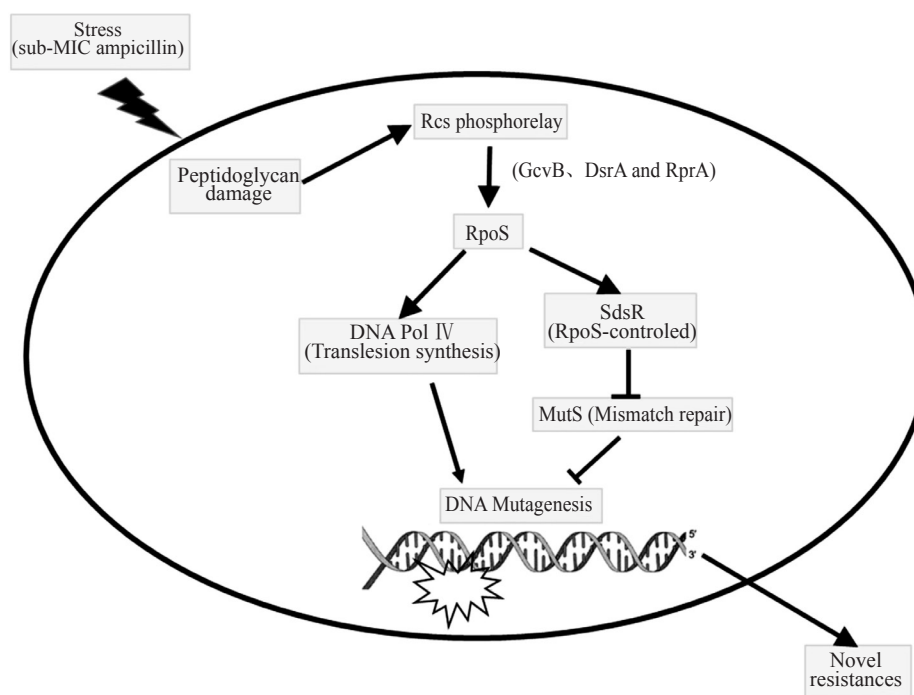 Stress
(sub-MIC ampicillin)
Rcs phosphorelay
Peptidoglycan
damage
(GcvB、DsrA and RprA)
RpoS
DNA Pol Ⅳ
(Translesion synthesis)
SdsR
(RpoS-controled)
MutS (Mismatch repair)
DNA Mutagenesis
5'
3'
Novel
resistances